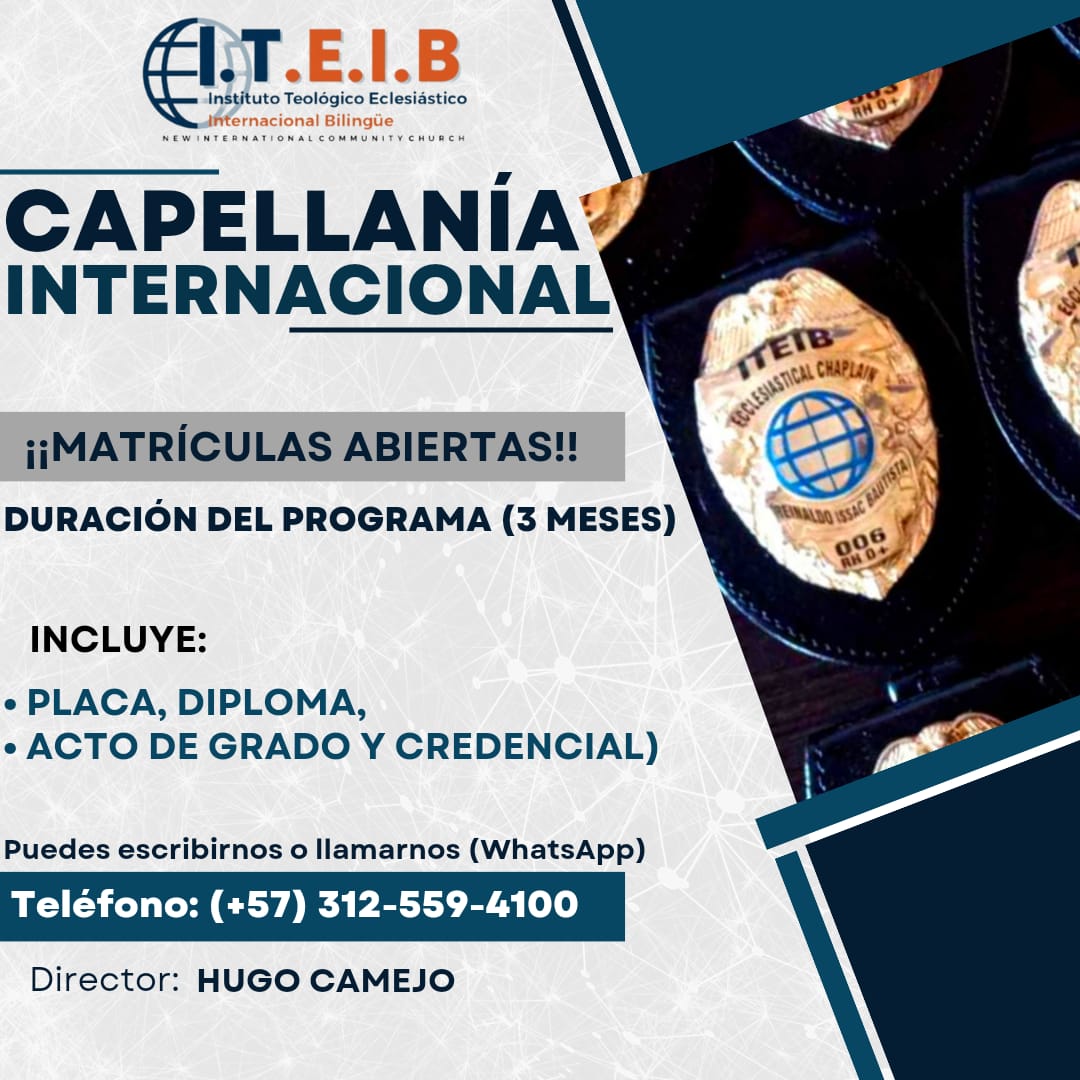 I.T.E.I.B
Instituto Teológico Eclesiástico
Internacional Bilingüe
NEW INTERNATIONAL COMMUNITY CHURCH
CAPELLANÍA
INTERNACIONAL
¡¡MATRÍCULAS ABIERTAS!!
DURACIÓN DEL PROGRAMA (3 MESES)
INCLUYE:
• PLACA, DIPLOMA,
• ACTO DE GRADO Y CREDENCIAL)
Puedes escribirnos o llamarnos (WhatsApp)
Teléfono: (+57) 312-559-4100
Director: HUGO CAMEJO
003
RH O+
ITEIB
ECCLESIASTICAL CHAPLAIN
REINALDO ISSAC BAUTISTA
006
RH O+